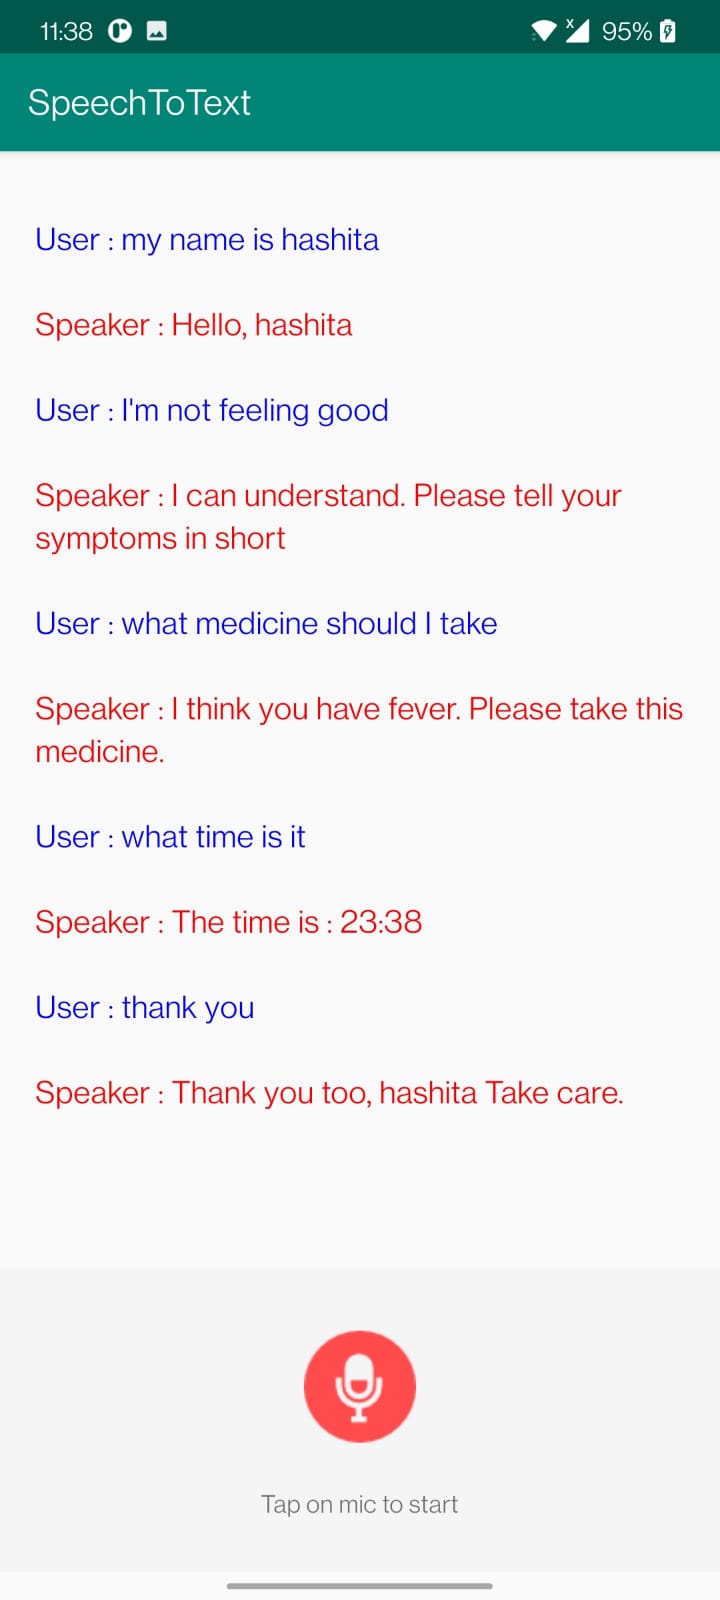 11:38
95%
SpeechToText
User : my name is hashita
Speaker : Hello, hashita
User : I'm not feeling good
Speaker : I can understand. Please tell your
symptoms in short
User : what medicine should I take
Speaker : I think you have fever. Please take this
medicine.
User : what time is it
Speaker : The time is : 23:38
User : thank you
Speaker : Thank you too, hashita Take care.
Tap on mic to start